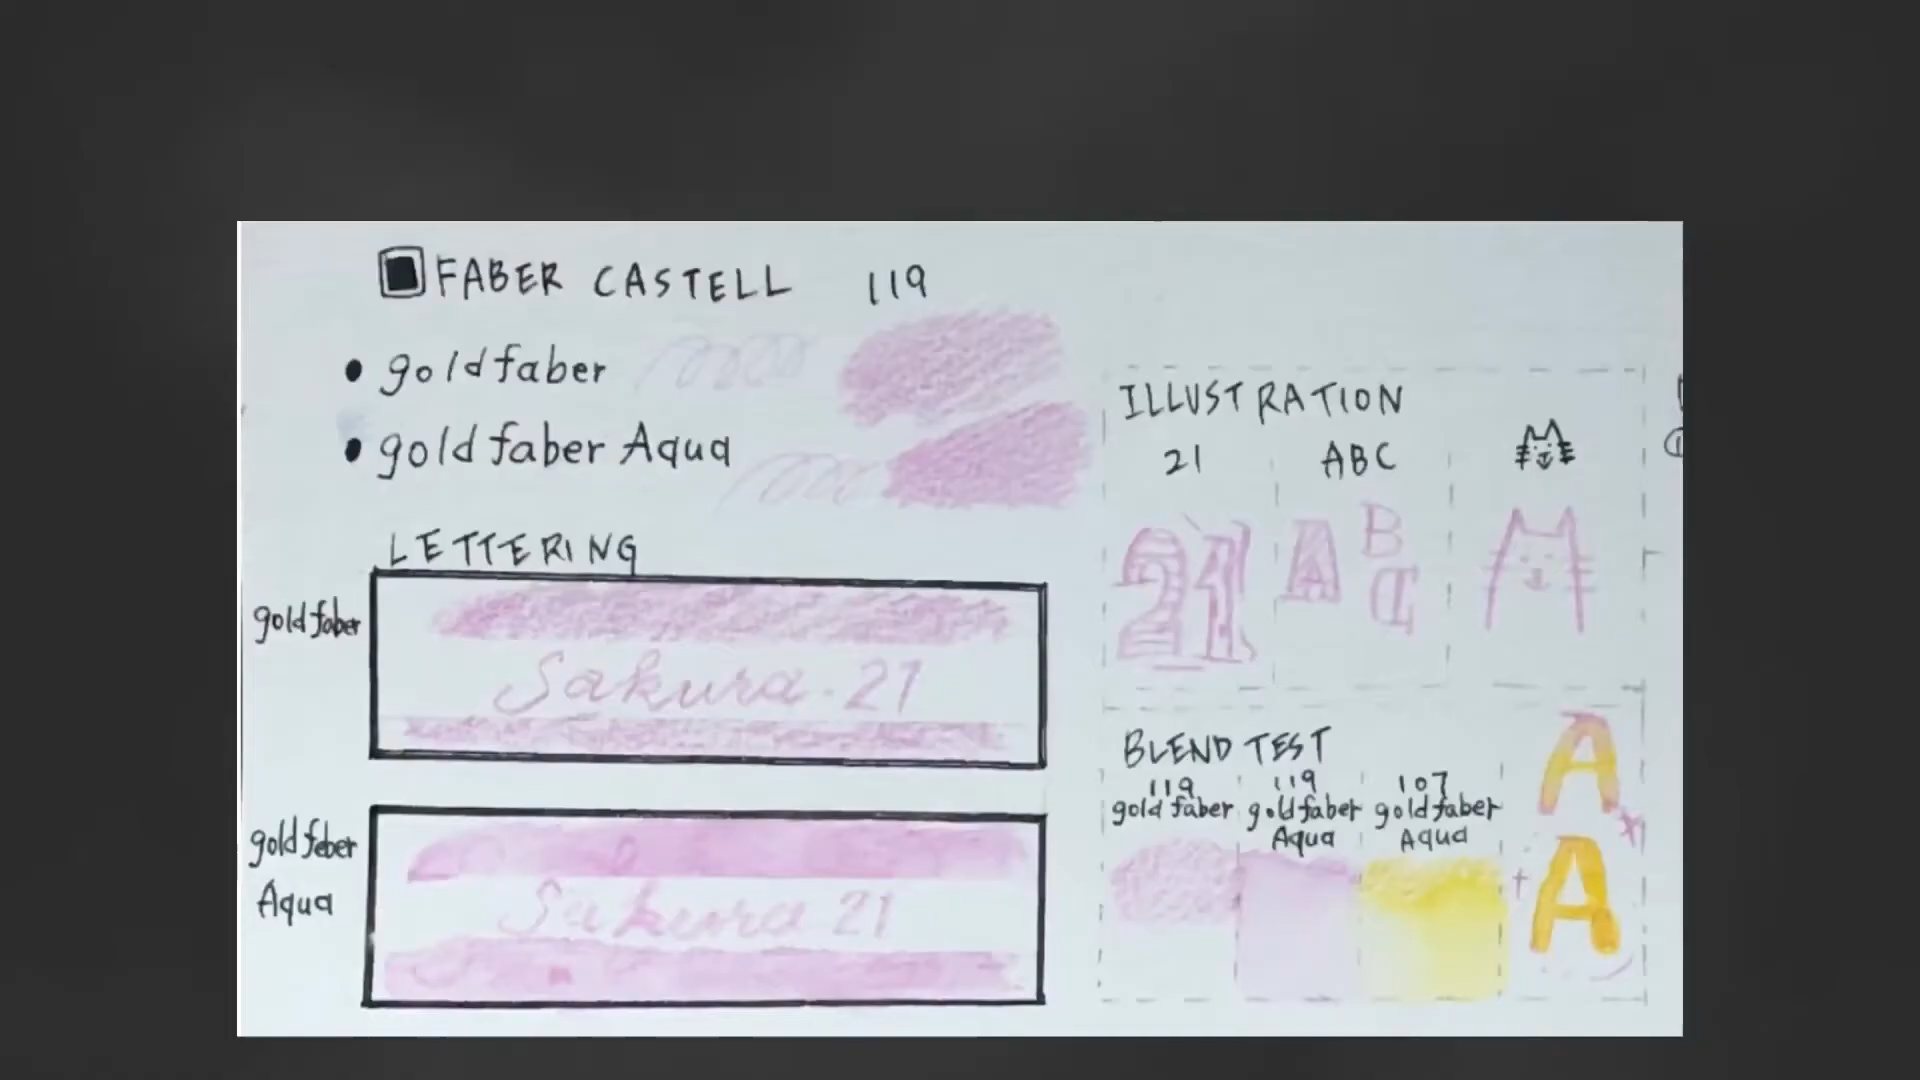 FABER CASTELL 119
• goldfaber
• goldfaber Aqua
LETTERING
goldfaber
Sakura. 21
goldfaber
Aqua
Sakura 21
ILLUSTRATION
21 ABC
21 A B C
BLEND TEST
119 119 107
goldfaber goldfaber goldfaber
Aqua Aqua
A
A